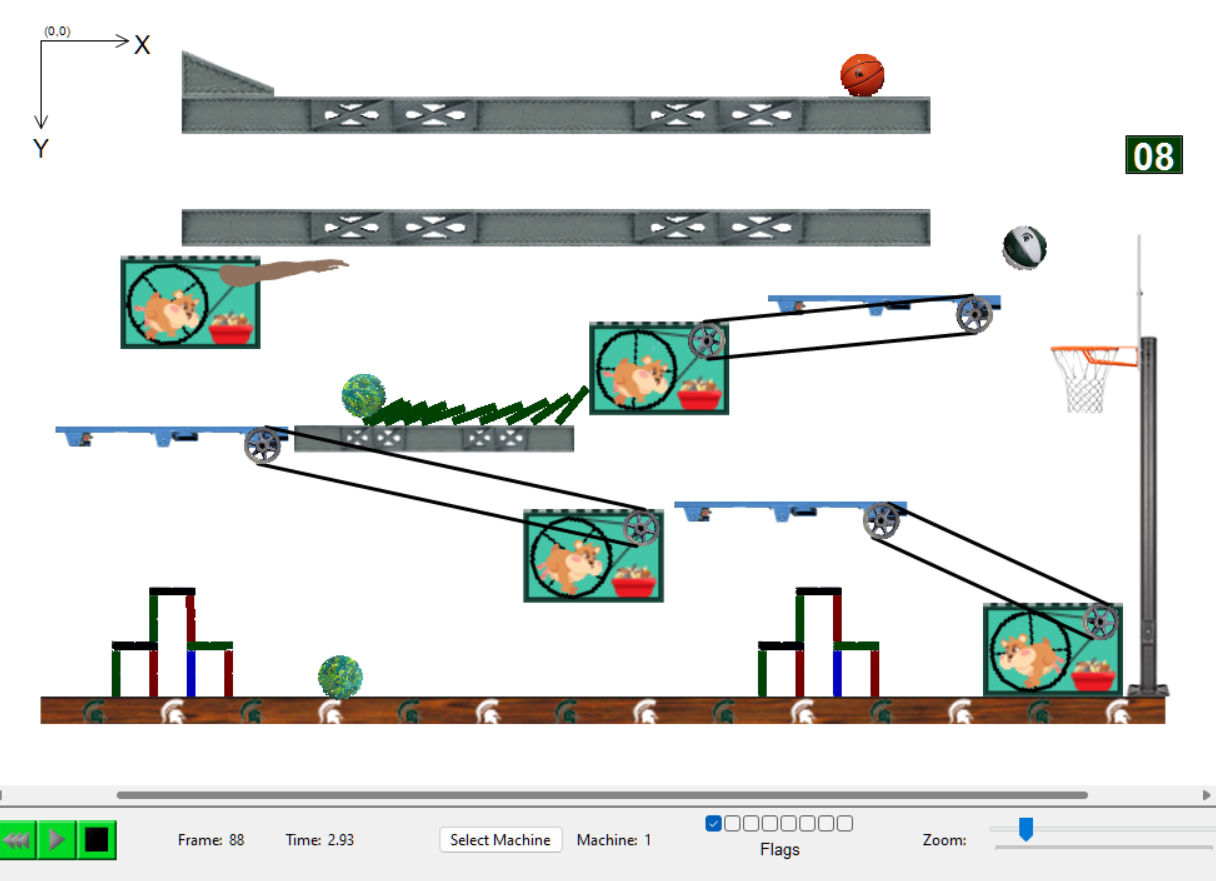 (0,0)
X
Y
08
Frame: 88
Time: 2.93
Select Machine
Machine: 1
Flags
Zoom: